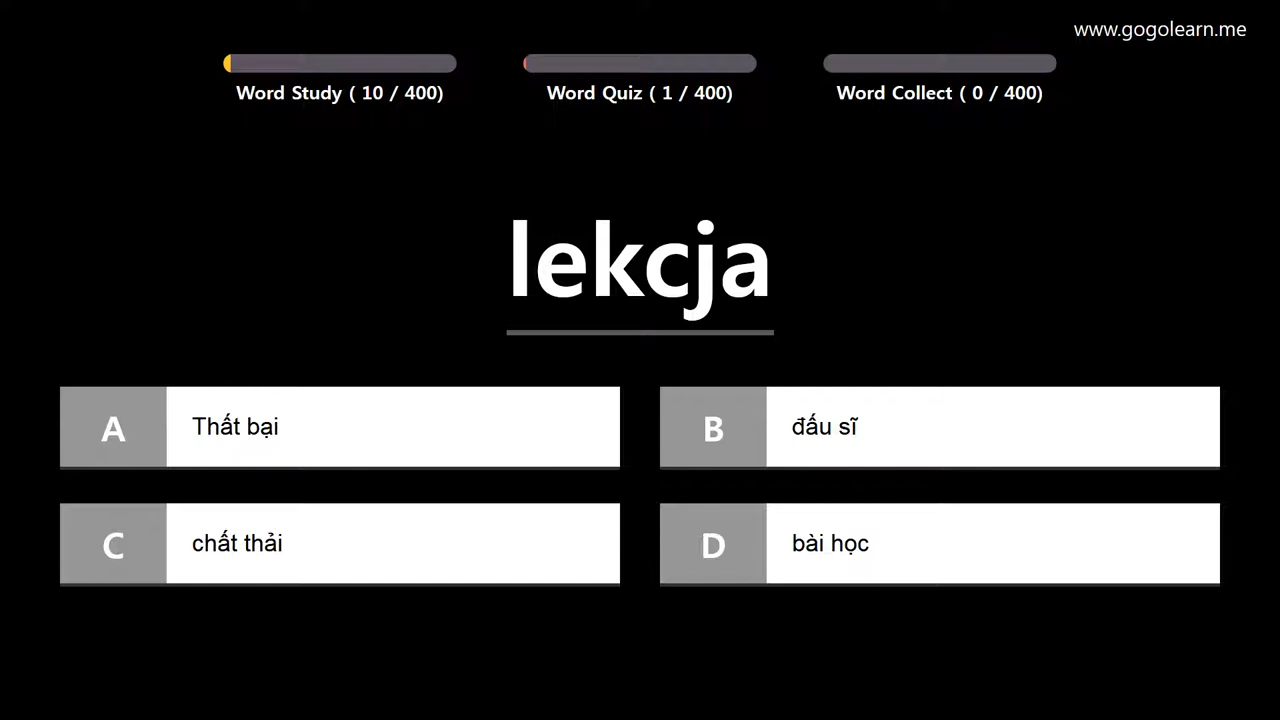 www.gogolearn.me
Word Study ( 10 / 400)
Word Quiz ( 1 / 400)
Word Collect ( 0 / 400)
lekcja
A Thất bại
B đấu sĩ
C chất thải
D bài học